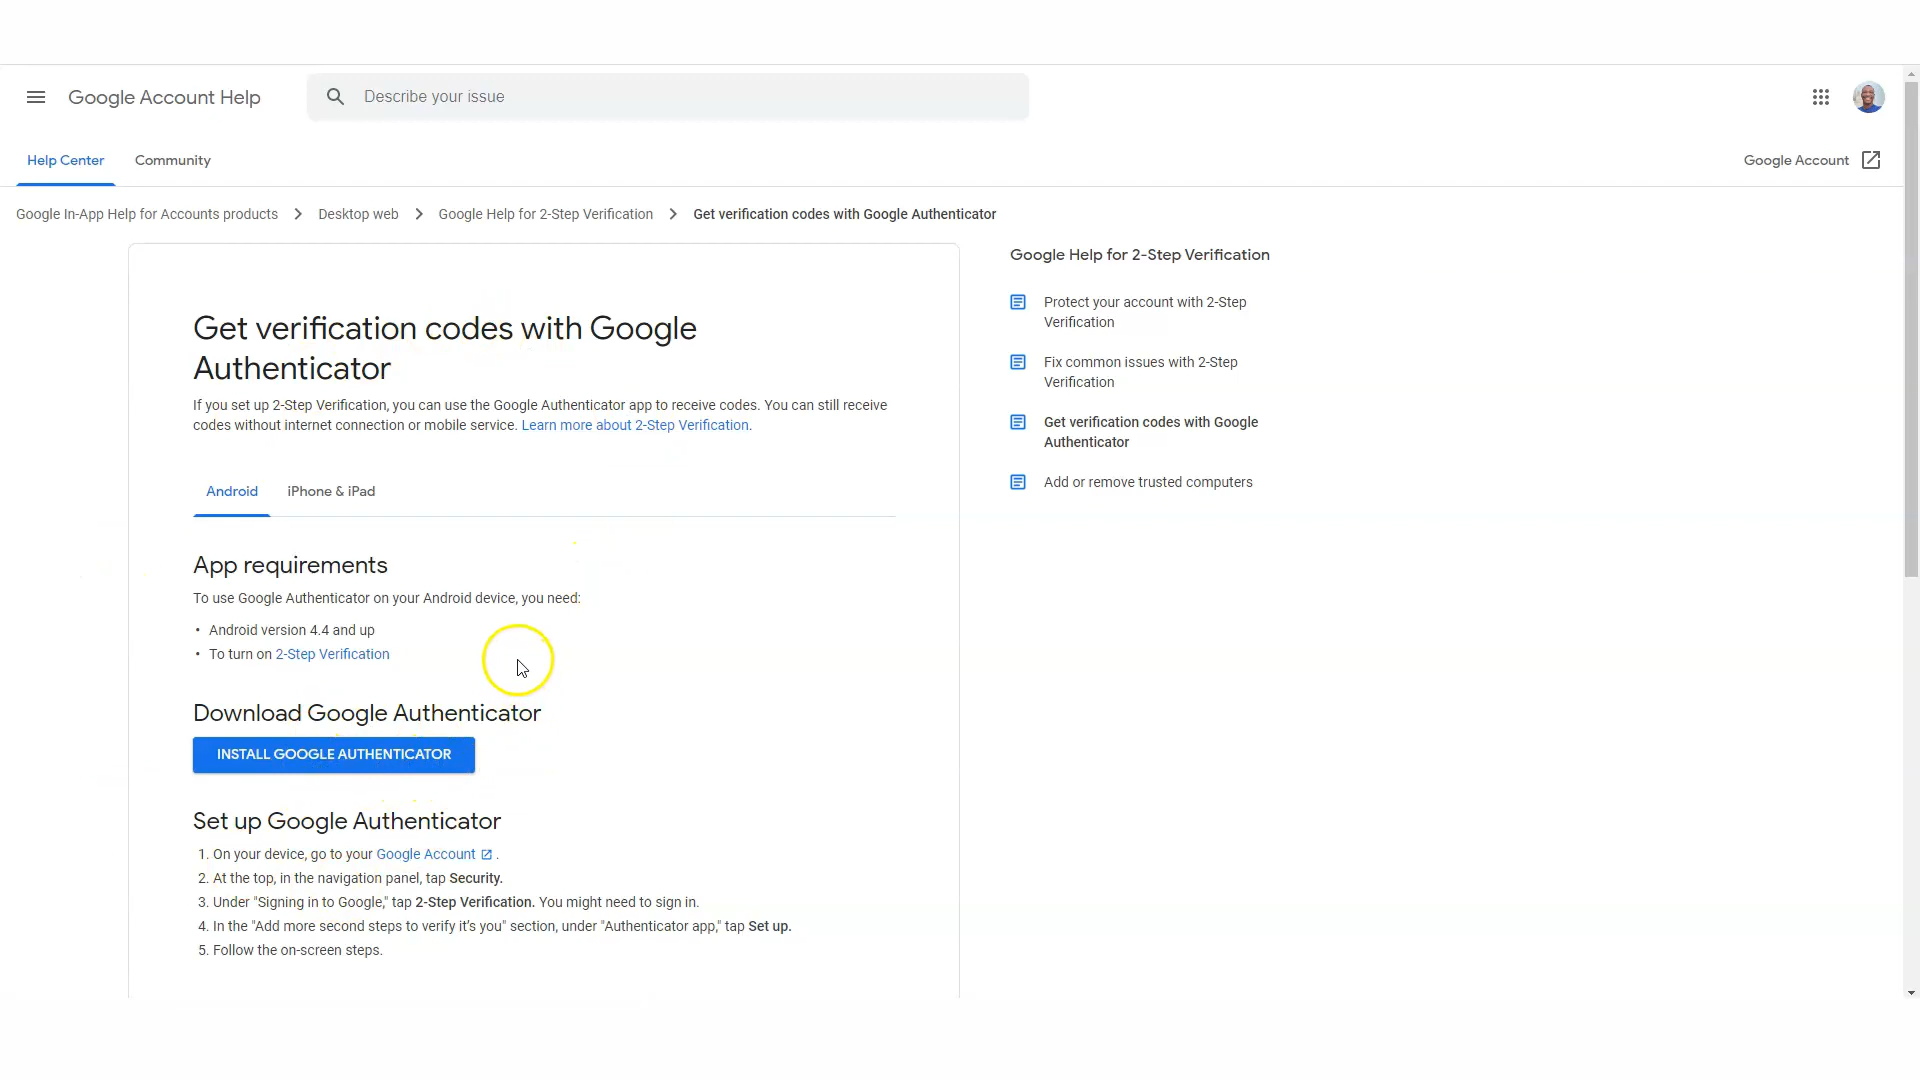 Google Account Help
Describe your issue
Help Center
Community
Google Account
Google In-App Help for Accounts products
Desktop web
Google Help for 2-Step Verification
Get verification codes with Google Authenticator
Get verification codes with Google
Authenticator
If you set up 2-Step Verification, you can use the Google Authenticator app to receive codes. You can still receive
codes without internet connection or mobile service. Learn more about 2-Step Verification.
Android
iPhone & iPad
App requirements
To use Google Authenticator on your Android device, you need:
• Android version 4.4 and up
• To turn on 2-Step Verification
Download Google Authenticator
INSTALL GOOGLE AUTHENTICATOR
Set up Google Authenticator
1. On your device, go to your Google Account .
2. At the top, in the navigation panel, tap Security.
3. Under "Signing in to Google," tap 2-Step Verification. You might need to sign in.
4. In the "Add more second steps to verify it’s you" section, under "Authenticator app," tap Set up.
5. Follow the on-screen steps.
Google Help for 2-Step Verification
Protect your account with 2-Step
Verification
Fix common issues with 2-Step
Verification
Get verification codes with Google
Authenticator
Add or remove trusted computers